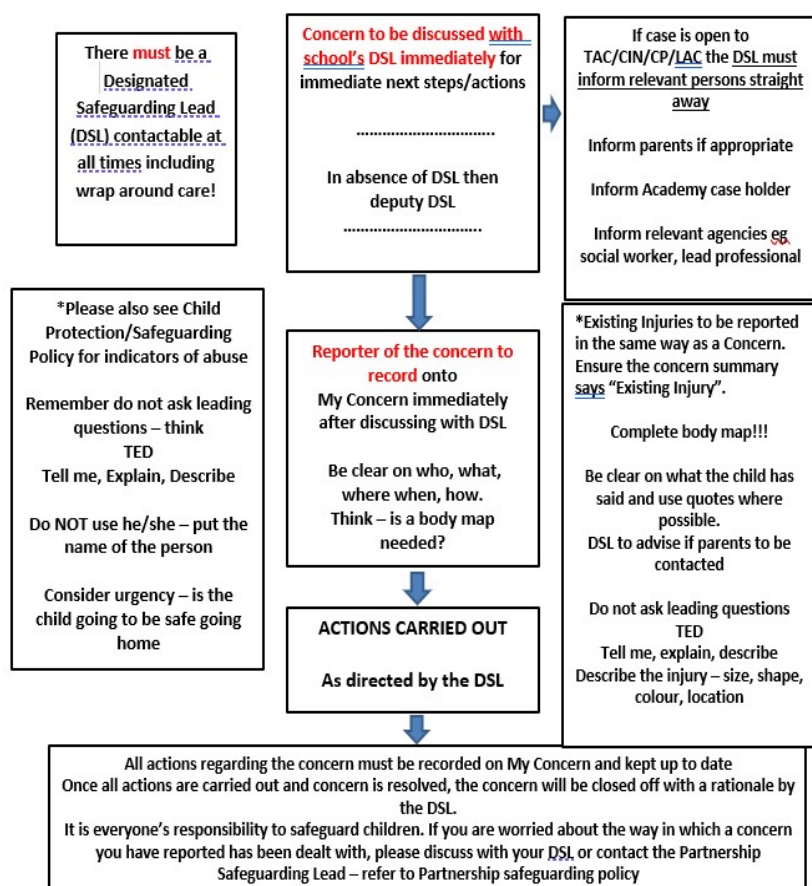 There must be a
Designated
Safeguarding Lead
(DSL) contactable at
all times including
wrap around care!
Concern to be discussed with
school's DSL immediately for
immediate next steps/actions
................................
In absence of DSL then
deputy DSL
................................
If case is open to
TAC/CIN/CP/LAC the DSL must
inform relevant persons straight
away
Inform parents if appropriate
Inform Academy case holder
Inform relevant agencies eg
social worker, lead professional
*Please also see Child
Protection/Safeguarding
Policy for indicators of abuse
Remember do not ask leading
questions – think
TED
Tell me, Explain, Describe
Do NOT use he/she – put the
name of the person
Consider urgency – is the
child going to be safe going
home
Reporter of the concern to
record onto
My Concern immediately
after discussing with DSL
Be clear on who, what,
where when, how.
Think – is a body map
needed?
*Existing Injuries to be reported
in the same way as a Concern.
Ensure the concern summary
says "Existing Injury".
Complete body map!!!
Be clear on what the child has
said and use quotes where
possible.
DSL to advise if parents to be
contacted
Do not ask leading questions
TED
Tell me, explain, describe
Describe the injury – size, shape,
colour, location
ACTIONS CARRIED OUT
As directed by the DSL
All actions regarding the concern must be recorded on My Concern and kept up to date
Once all actions are carried out and concern is resolved, the concern will be closed off with a rationale by
the DSL.
It is everyone's responsibility to safeguard children. If you are worried about the way in which a concern
you have reported has been dealt with, please discuss with your DSL or contact the Partnership
Safeguarding Lead – refer to Partnership safeguarding policy